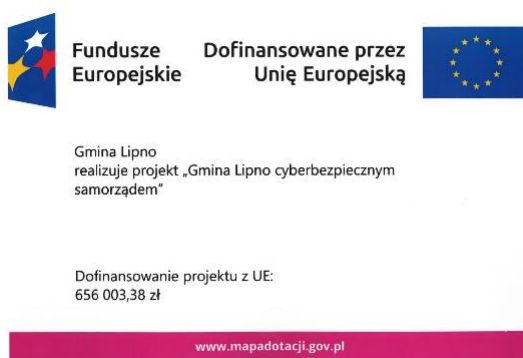 Fundusze
Europejskie
Dofinansowane przez
Unię Europejską
Gmina Lipno
realizuje projekt „Gmina Lipno cyberbezpiecznym
samorządem”
Dofinansowanie projektu z UE:
656 003,38 zł
www.mapadotacji.gov.pl